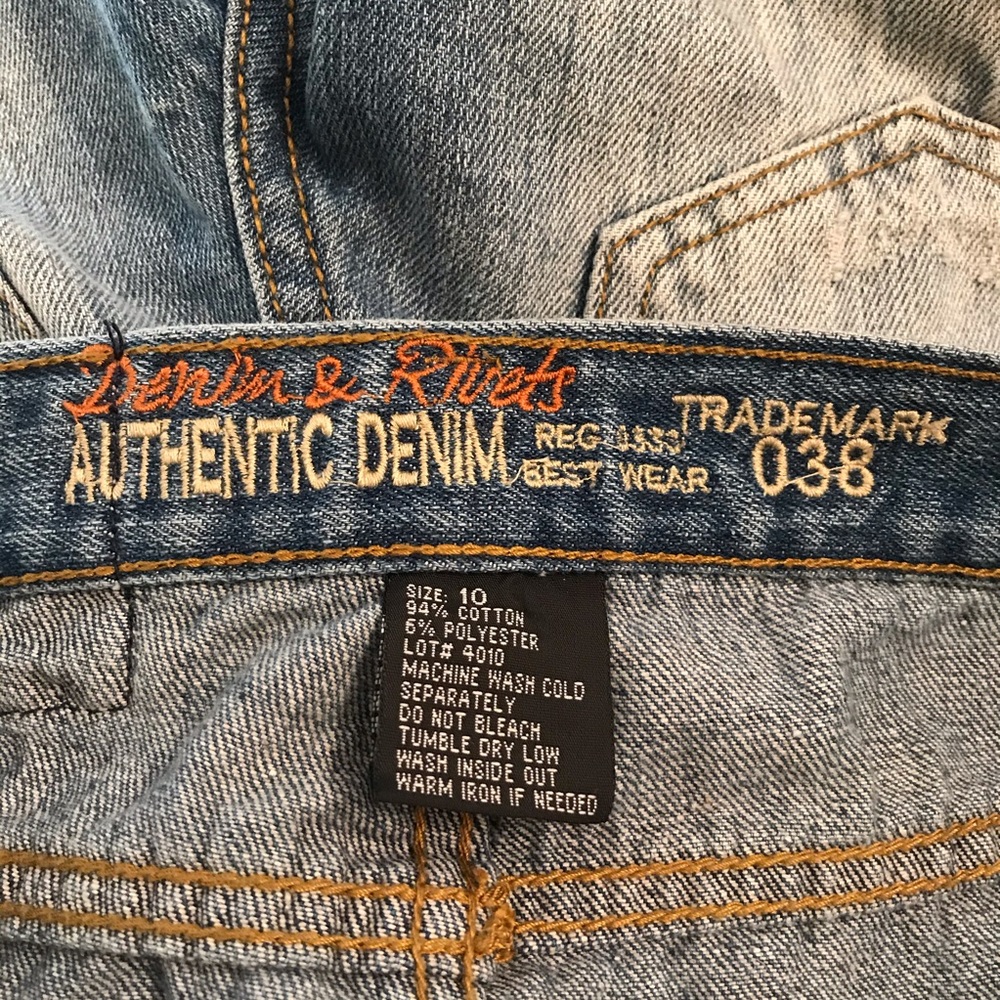 Denim & Rivets
AUTHENTIC DENIM REG TRADEMARK
BEST WEAR 038
SIZE: 10
94% COTTON
6% POLYESTER
LOT# 4010
MACHINE WASH COLD
SEPARATELY
DO NOT BLEACH
TUMBLE DRY LOW
WASH INSIDE OUT
WARM IRON IF NEEDED